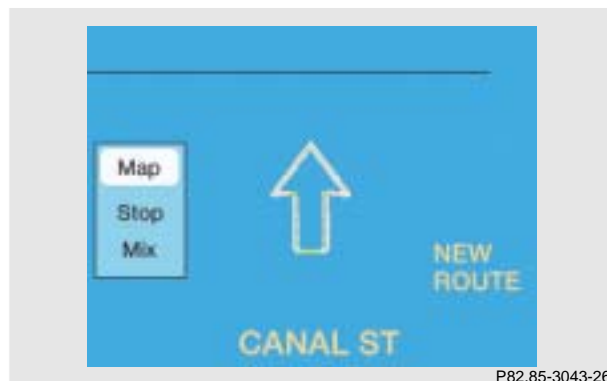 Map
Stop
Mix
NEW
ROUTE
CANAL ST
P82.85-3043-26